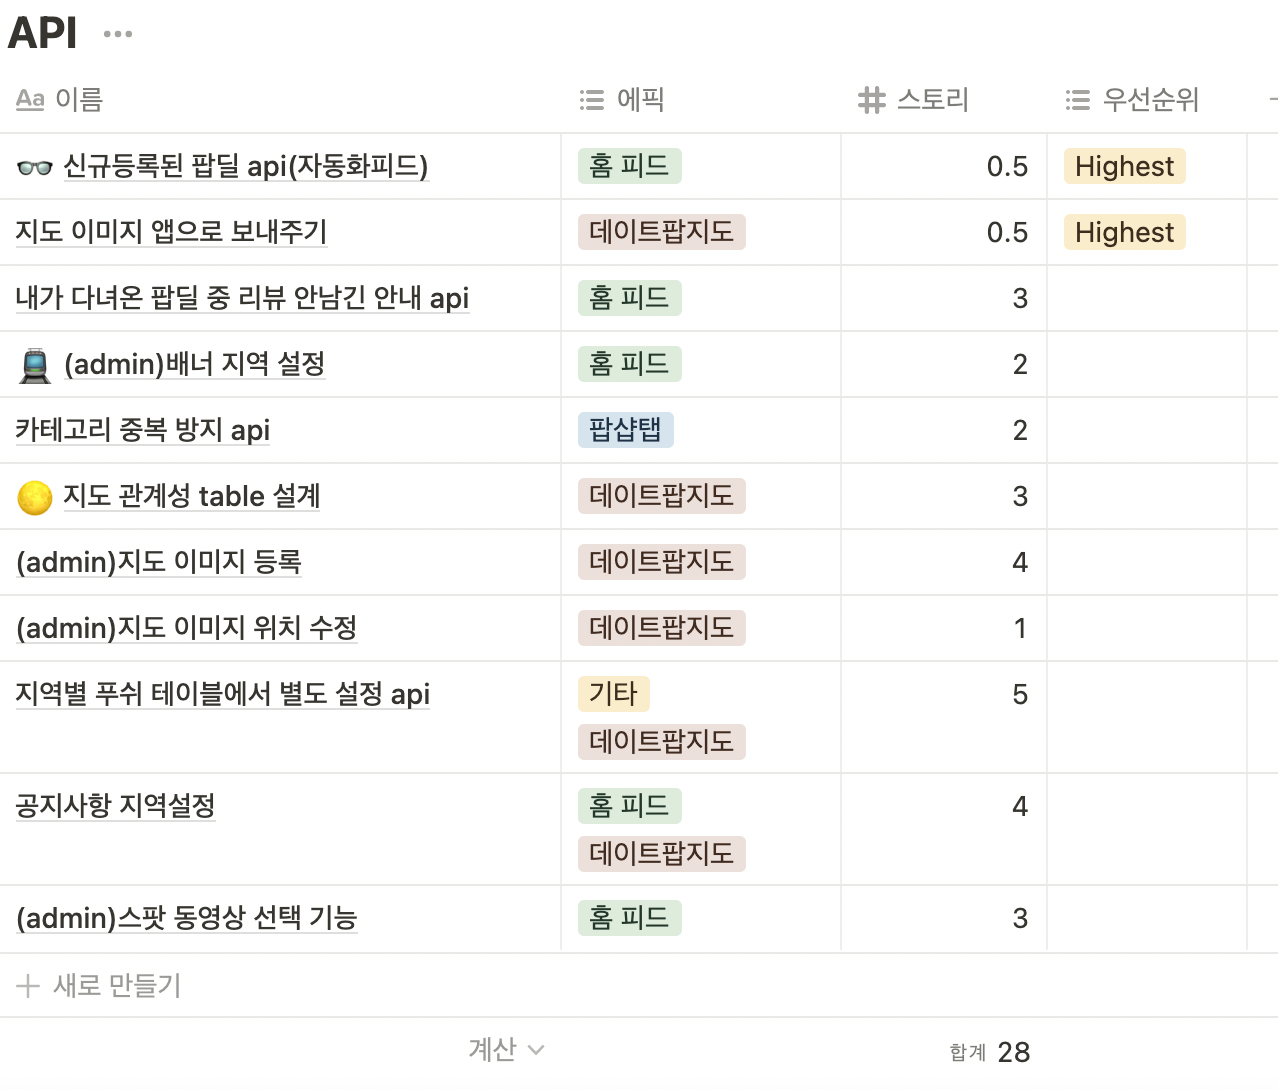 API
Aa 이름 에픽 스토리 우선순위
신규등록된 팝딜 api(자동화피드) 홈 피드 0.5 Highest
지도 이미지 앱으로 보내주기 데이트팝지도 0.5 Highest
내가 다녀온 팝딜 중 리뷰 안남긴 안내 api 홈 피드 3
(admin)배너 지역 설정 홈 피드 2
카테고리 중복 방지 api 팝샵탭 2
지도 관계성 table 설계 데이트팝지도 3
(admin)지도 이미지 등록 데이트팝지도 4
(admin)지도 이미지 위치 수정 데이트팝지도 1
지역별 푸쉬 테이블에서 별도 설정 api 기타 5
데이트팝지도
공지사항 지역설정 홈 피드 4
데이트팝지도
(admin)스팟 동영상 선택 기능 홈 피드 3
새로 만들기
계산 합계 28